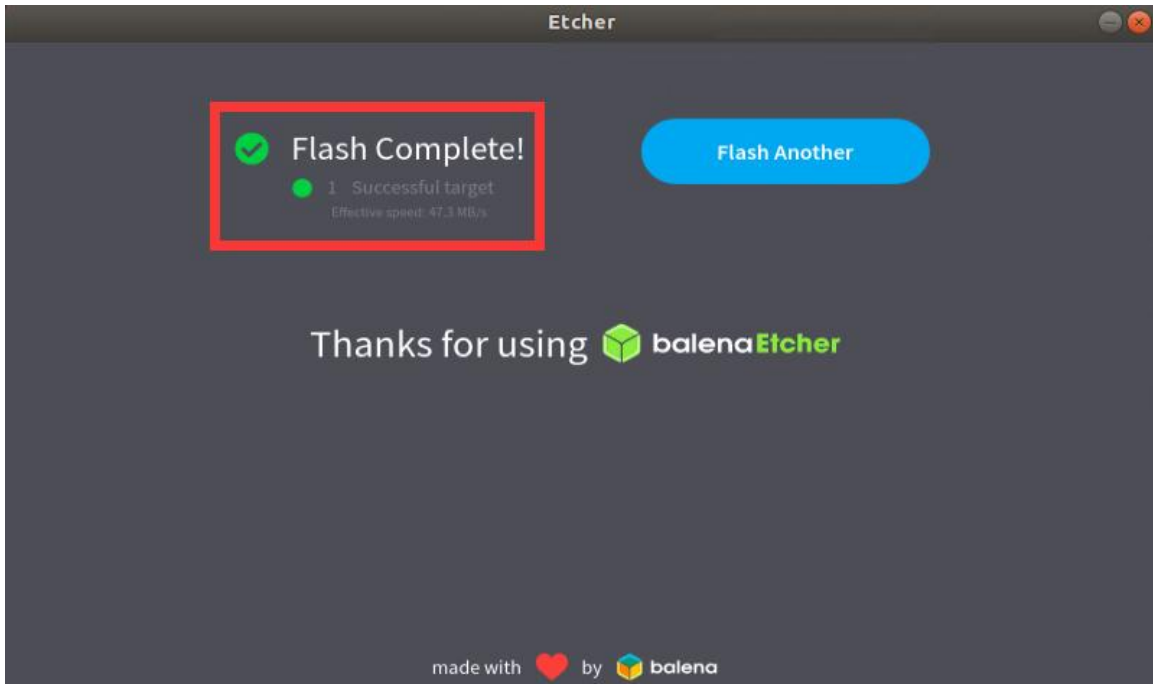 Etcher
Flash Complete!
1 Successful target
Effective speed: 47.3 MB/s
Flash Another
Thanks for using balenaEtcher
made with by balena